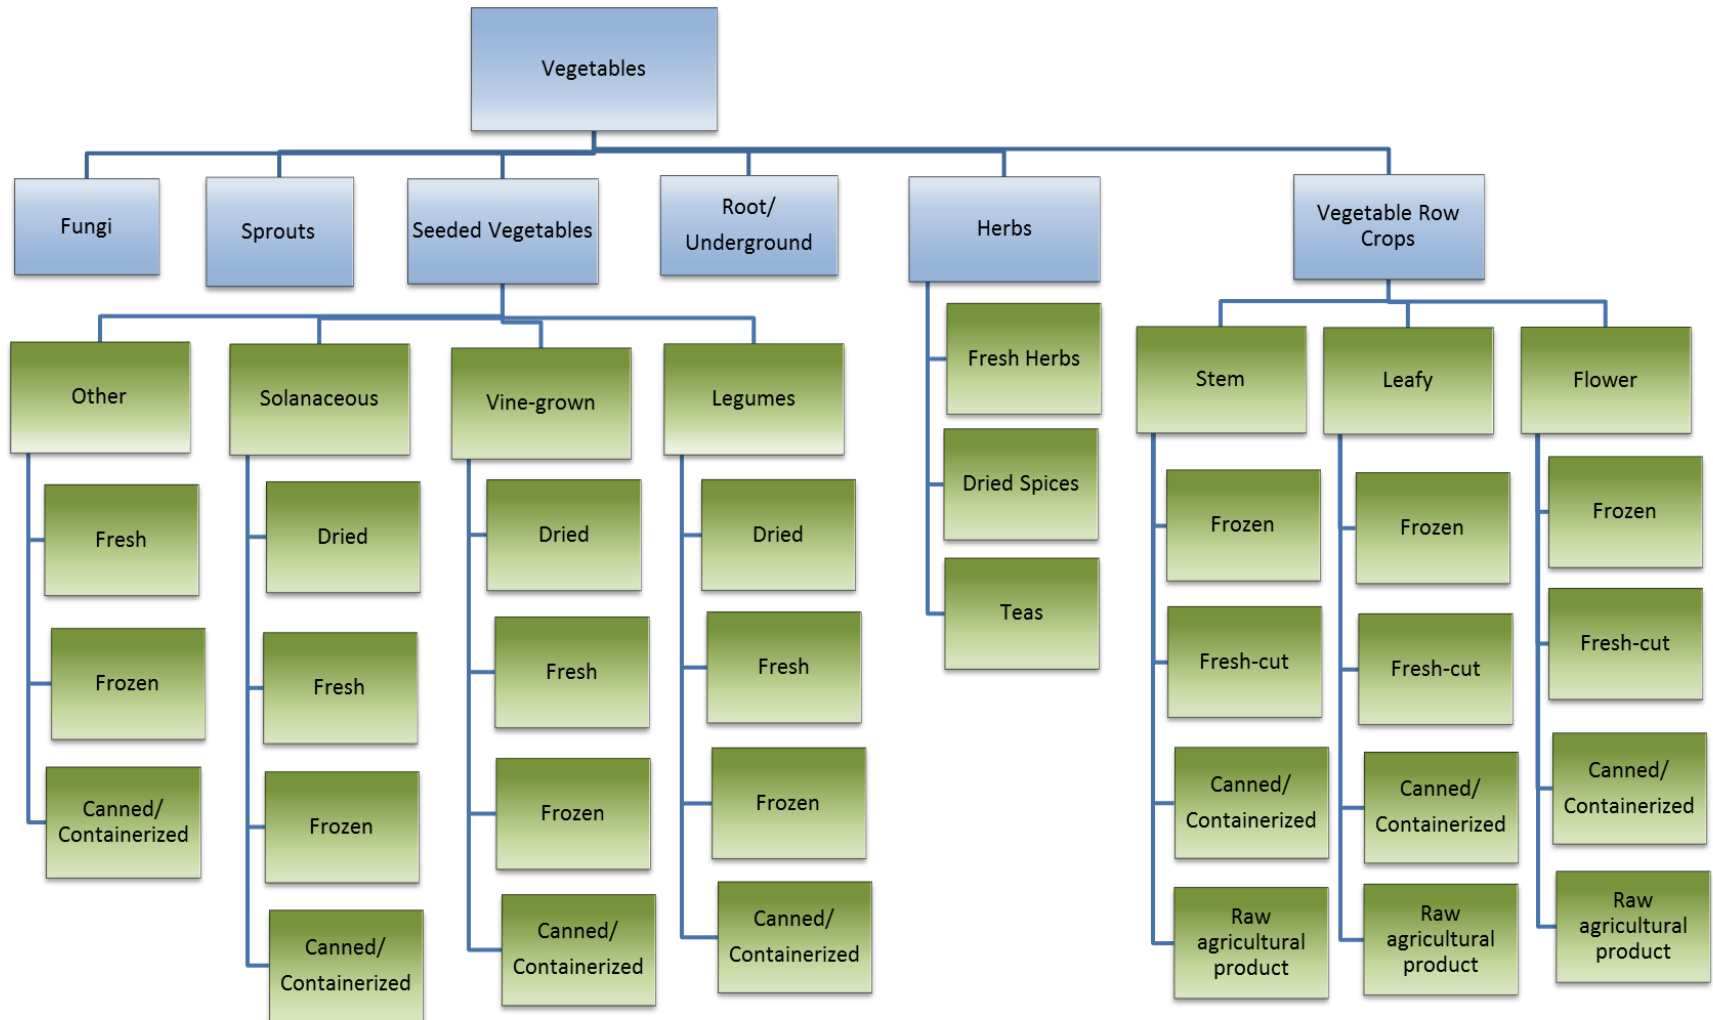 Vegetables
Fungi
Sprouts
Seeded Vegetables
Root/
Underground
Herbs
Vegetable Row
Crops
Other
Solanaceous
Vine-grown
Legumes
Fresh
Frozen
Canned/
Containerized
Dried
Fresh
Frozen
Canned/
Containerized
Dried
Fresh
Frozen
Canned/
Containerized
Dried
Fresh
Frozen
Canned/
Containerized
Fresh Herbs
Dried Spices
Teas
Stem
Leafy
Flower
Frozen
Fresh-cut
Canned/
Containerized
Raw
agricultural
product
Frozen
Fresh-cut
Canned/
Containerized
Raw
agricultural
product
Frozen
Fresh-cut
Canned/
Containerized
Raw
agricultural
product